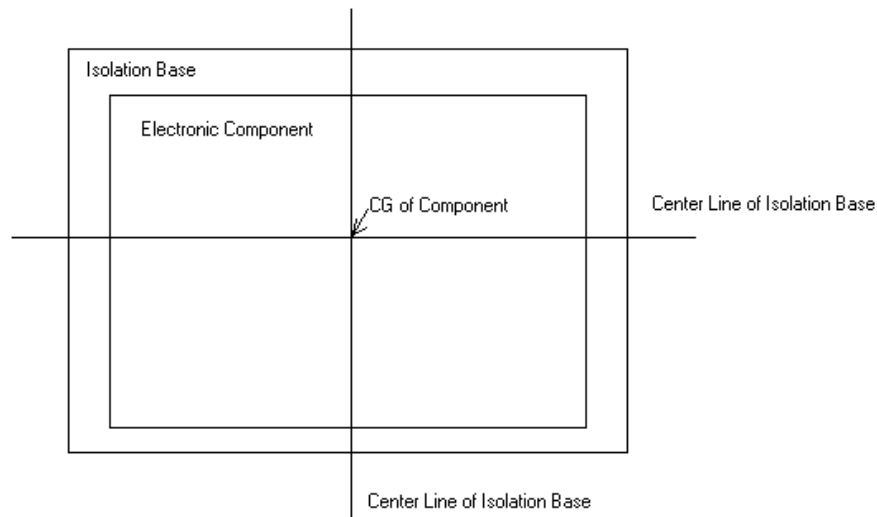 Isolation Base
Electronic Component
CG of Component
Center Line of Isolation Base
Center Line of Isolation Base